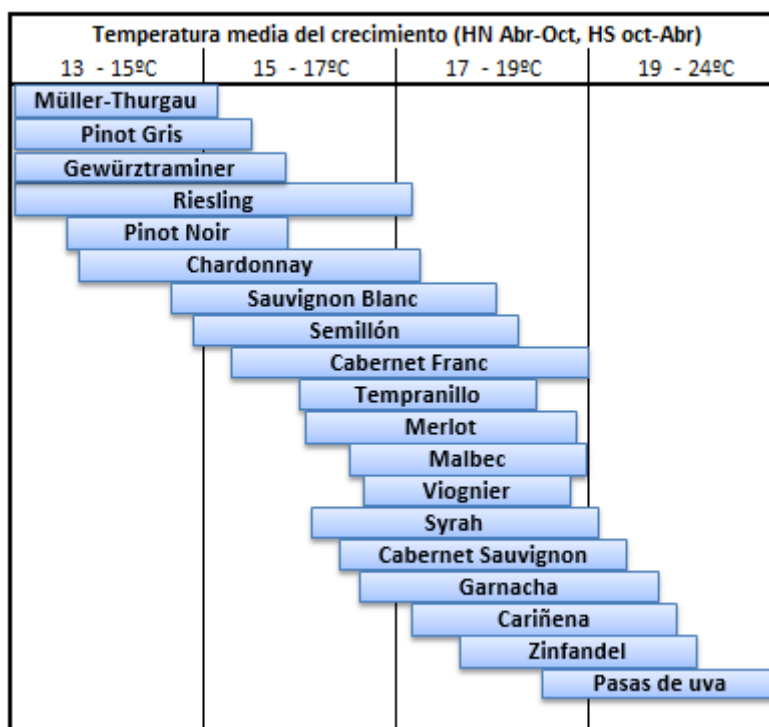 Temperatura media del crecimiento (HN Abr-Oct, HS oct-Abr)
13 - 15ºC 15 - 17ºC 17 - 19ºC 19 - 24ºC
Müller-Thurgau
Pinot Gris
Gewürztraminer
Riesling
Pinot Noir
Chardonnay
Sauvignon Blanc
Semillón
Cabernet Franc
Tempranillo
Merlot
Malbec
Viognier
Syrah
Cabernet Sauvignon
Garnacha
Cariñena
Zinfandel
Pasas de uva